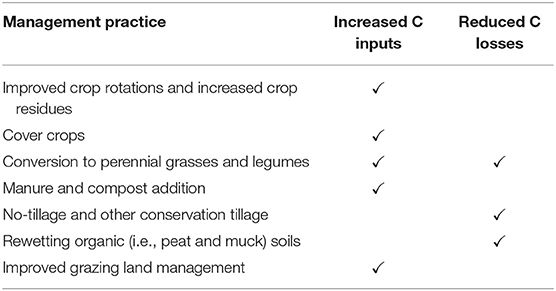 Management practice Increased C Reduced C
inputs losses
Improved crop rotations and increased crop ✓
residues
Cover crops ✓
Conversion to perennial grasses and legumes ✓ ✓
Manure and compost addition ✓
No-tillage and other conservation tillage ✓
Rewetting organic (i.e., peat and muck) soils ✓
Improved grazing land management ✓